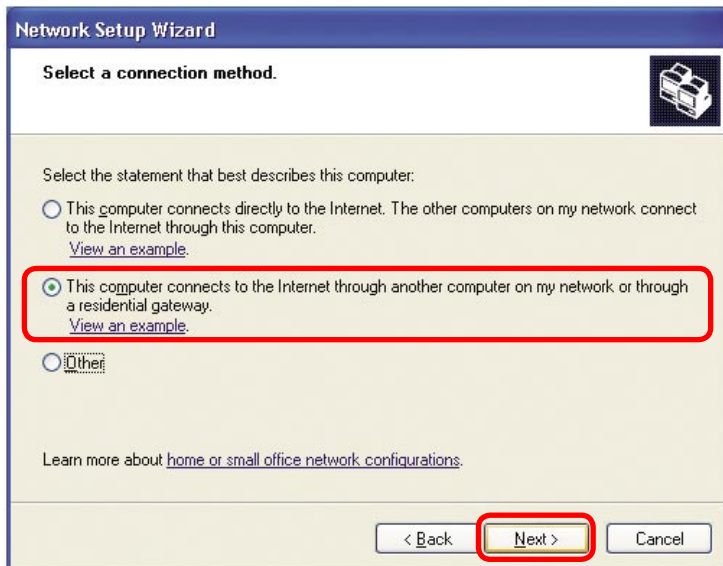 Network Setup Wizard
Select a connection method.
Select the statement that best describes this computer:
This computer connects directly to the Internet. The other computers on my network connect
to the Internet through this computer.
View an example.
This computer connects to the Internet through another computer on my network or through
a residential gateway.
View an example.
Other
Learn more about home or small office network configurations.
< Back Next > Cancel